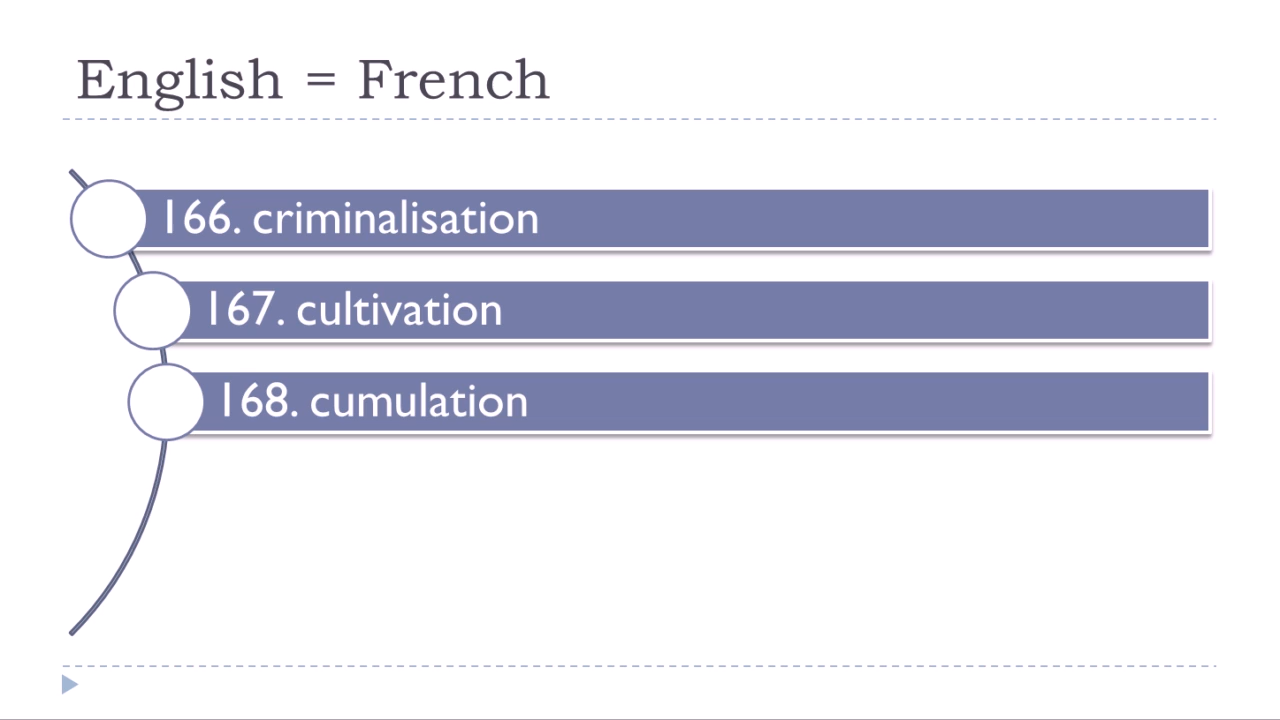 English = French
166. criminalisation
167. cultivation
168. cumulation